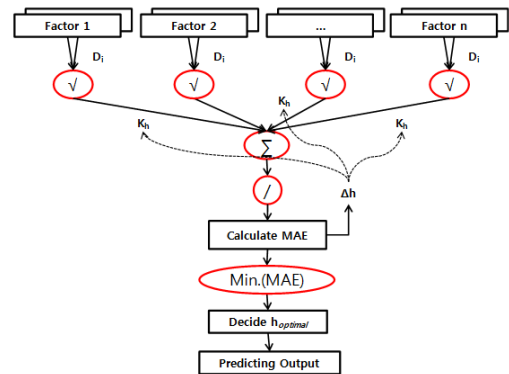 Factor 1 Factor 2 ... Factor n
Di Di Di Di
√ √ √ √
Kh Kh Kh
Σ
/ Δh
Calculate MAE
Min.(MAE)
Decide hoptimal
Predicting Output